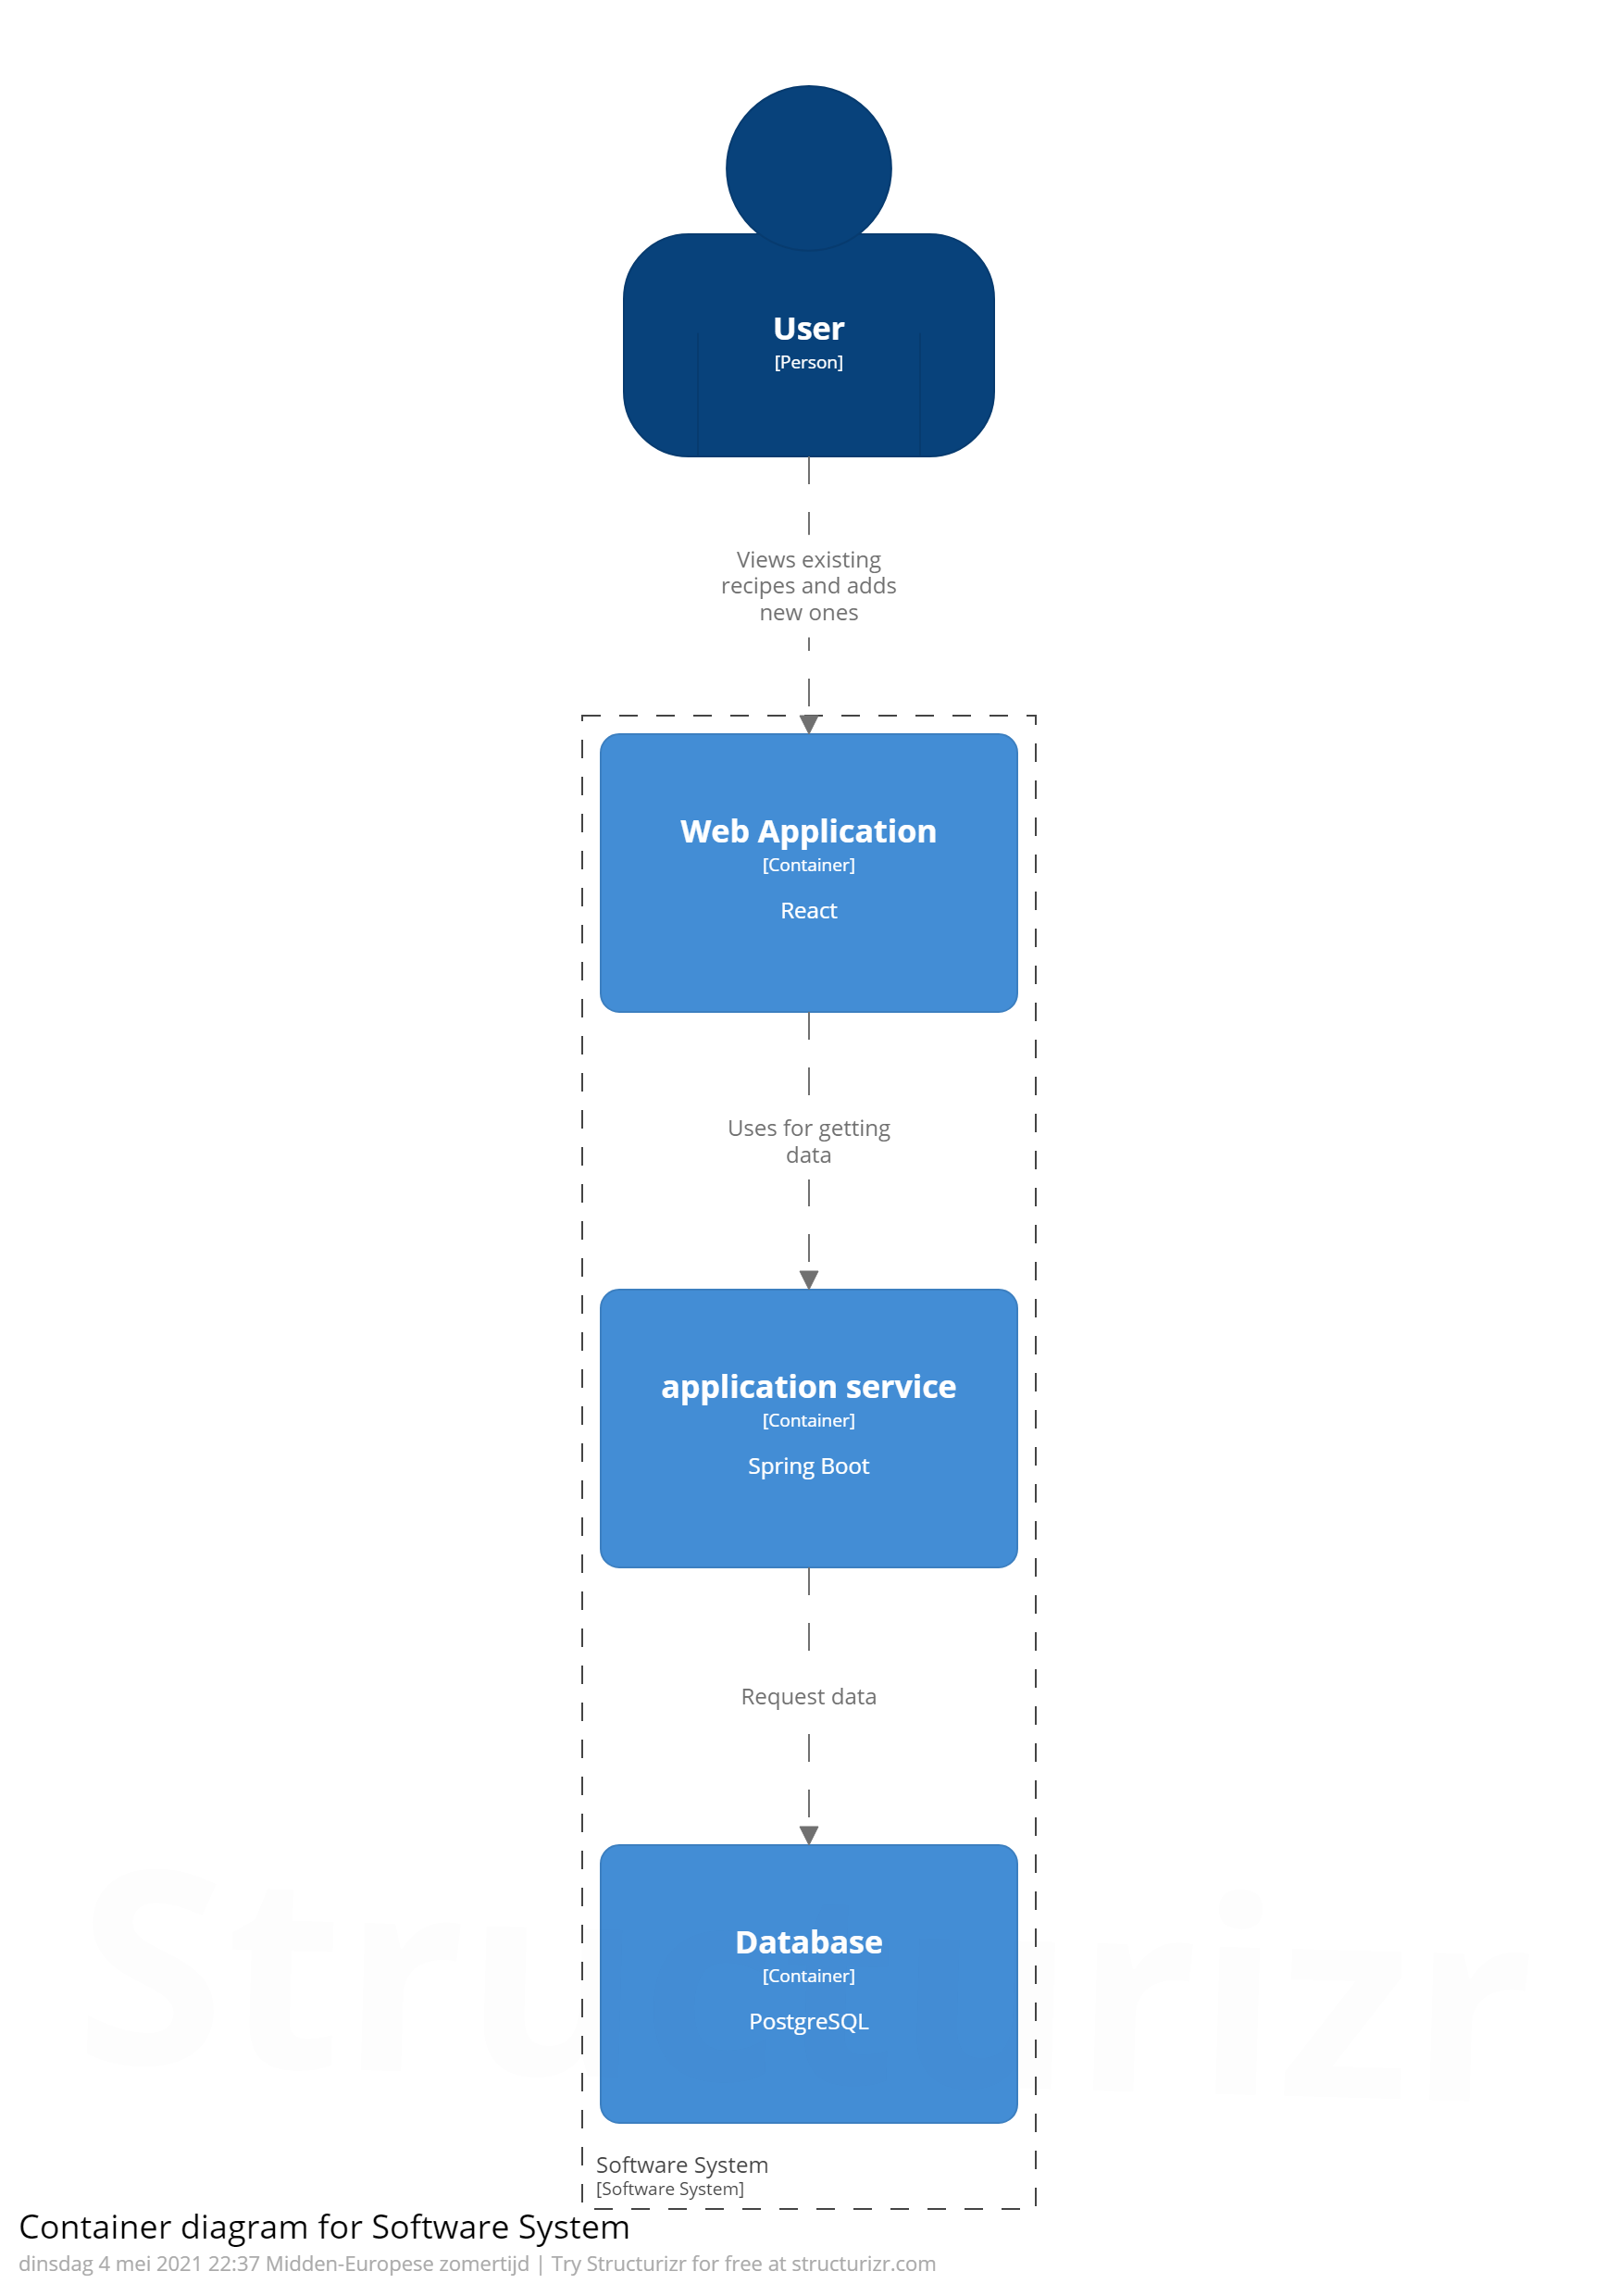 User
[Person]
Views existing
recipes and adds
new ones
Web Application
[Container]
React
Uses for getting
data
application service
[Container]
Spring Boot
Request data
Database
[Container]
PostgreSQL
Structurizr
Software System
[Software System]
Container diagram for Software System
dinsdag 4 mei 2021 22:37 Midden-Europese zomertijd | Try Structurizr for free at structurizr.com